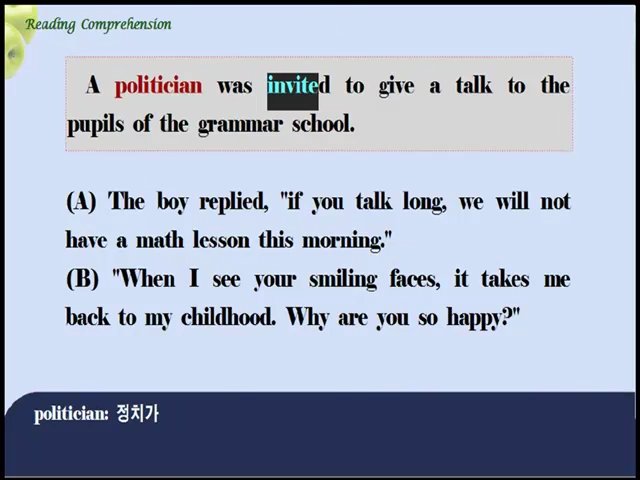 Reading Comprehension
A politician was invited to give a talk to the
pupils of the grammar school.
(A) The boy replied, "if you talk long, we will not
have a math lesson this morning."
(B) "When I see your smiling faces, it takes me
back to my childhood. Why are you so happy?"
politician: 정치가